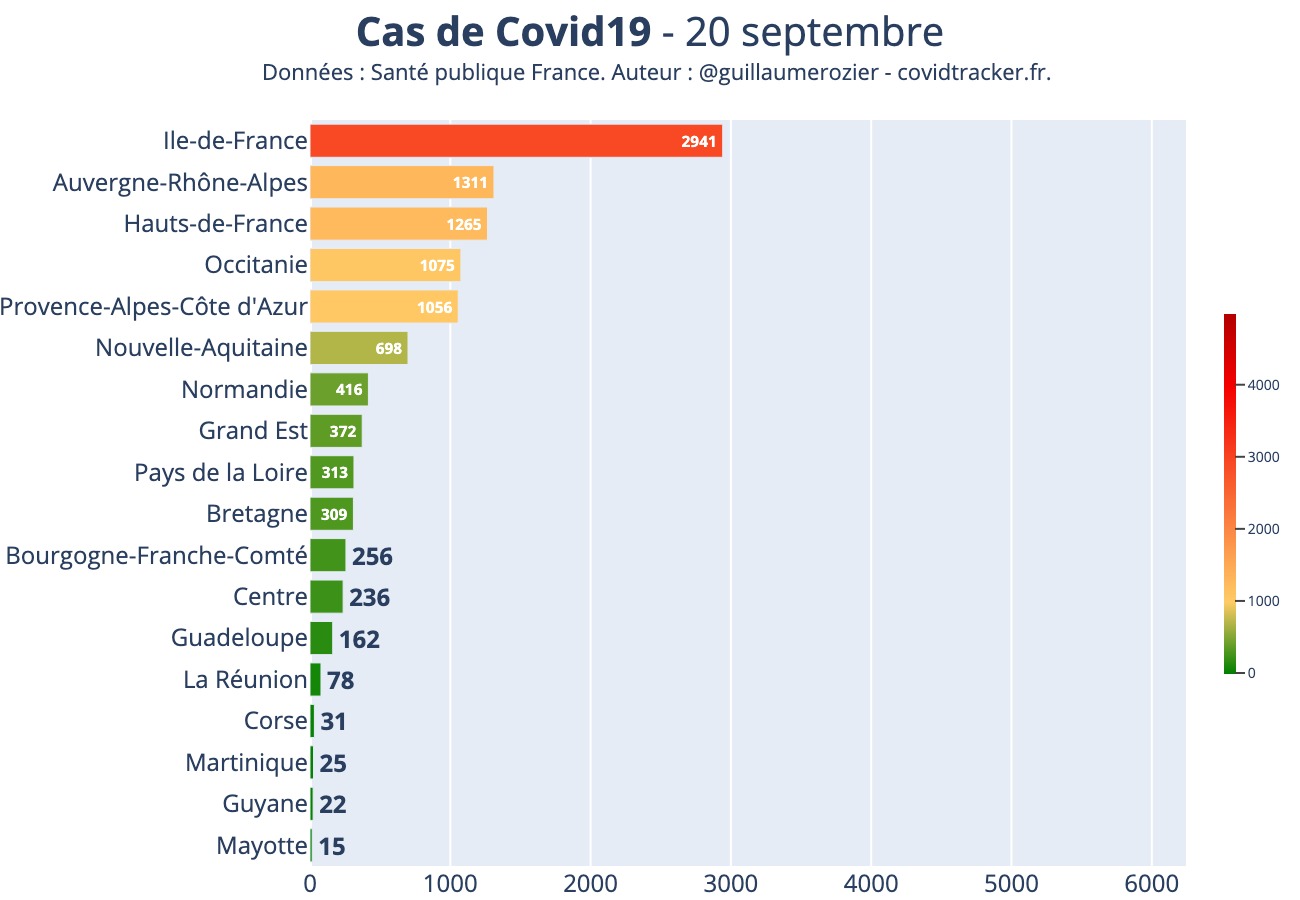 Cas de Covid19 - 20 septembre
Données : Santé publique France. Auteur : @guillaumerozier - covidtracker.fr.
Ile-de-France 2941
Auvergne-Rhône-Alpes 1311
Hauts-de-France 1265
Occitanie 1075
Provence-Alpes-Côte d'Azur 1056
Nouvelle-Aquitaine 698
Normandie 416
Grand Est 372
Pays de la Loire 313
Bretagne 309
Bourgogne-Franche-Comté 256
Centre 236
Guadeloupe 162
La Réunion 78
Corse 31
Martinique 25
Guyane 22
Mayotte 15
0 1000 2000 3000 4000 5000 6000
4000
3000
2000
1000
0